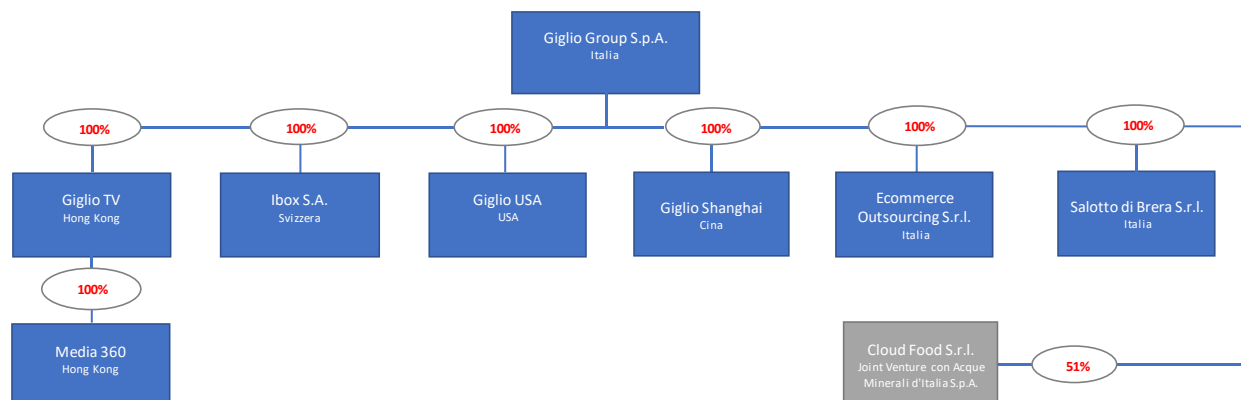 Giglio Group S.p.A.
Italia
100%
100%
100%
100%
100%
100%
Giglio TV
Hong Kong
Ibox S.A.
Svizzera
Giglio USA
USA
Giglio Shanghai
Cina
Ecommerce
Outsourcing S.r.l.
Italia
Salotto di Brera S.r.l.
Italia
100%
Media 360
Hong Kong
Cloud Food S.r.l.
Joint Venture con Acque
Minerali d'Italia S.p.A.
51%